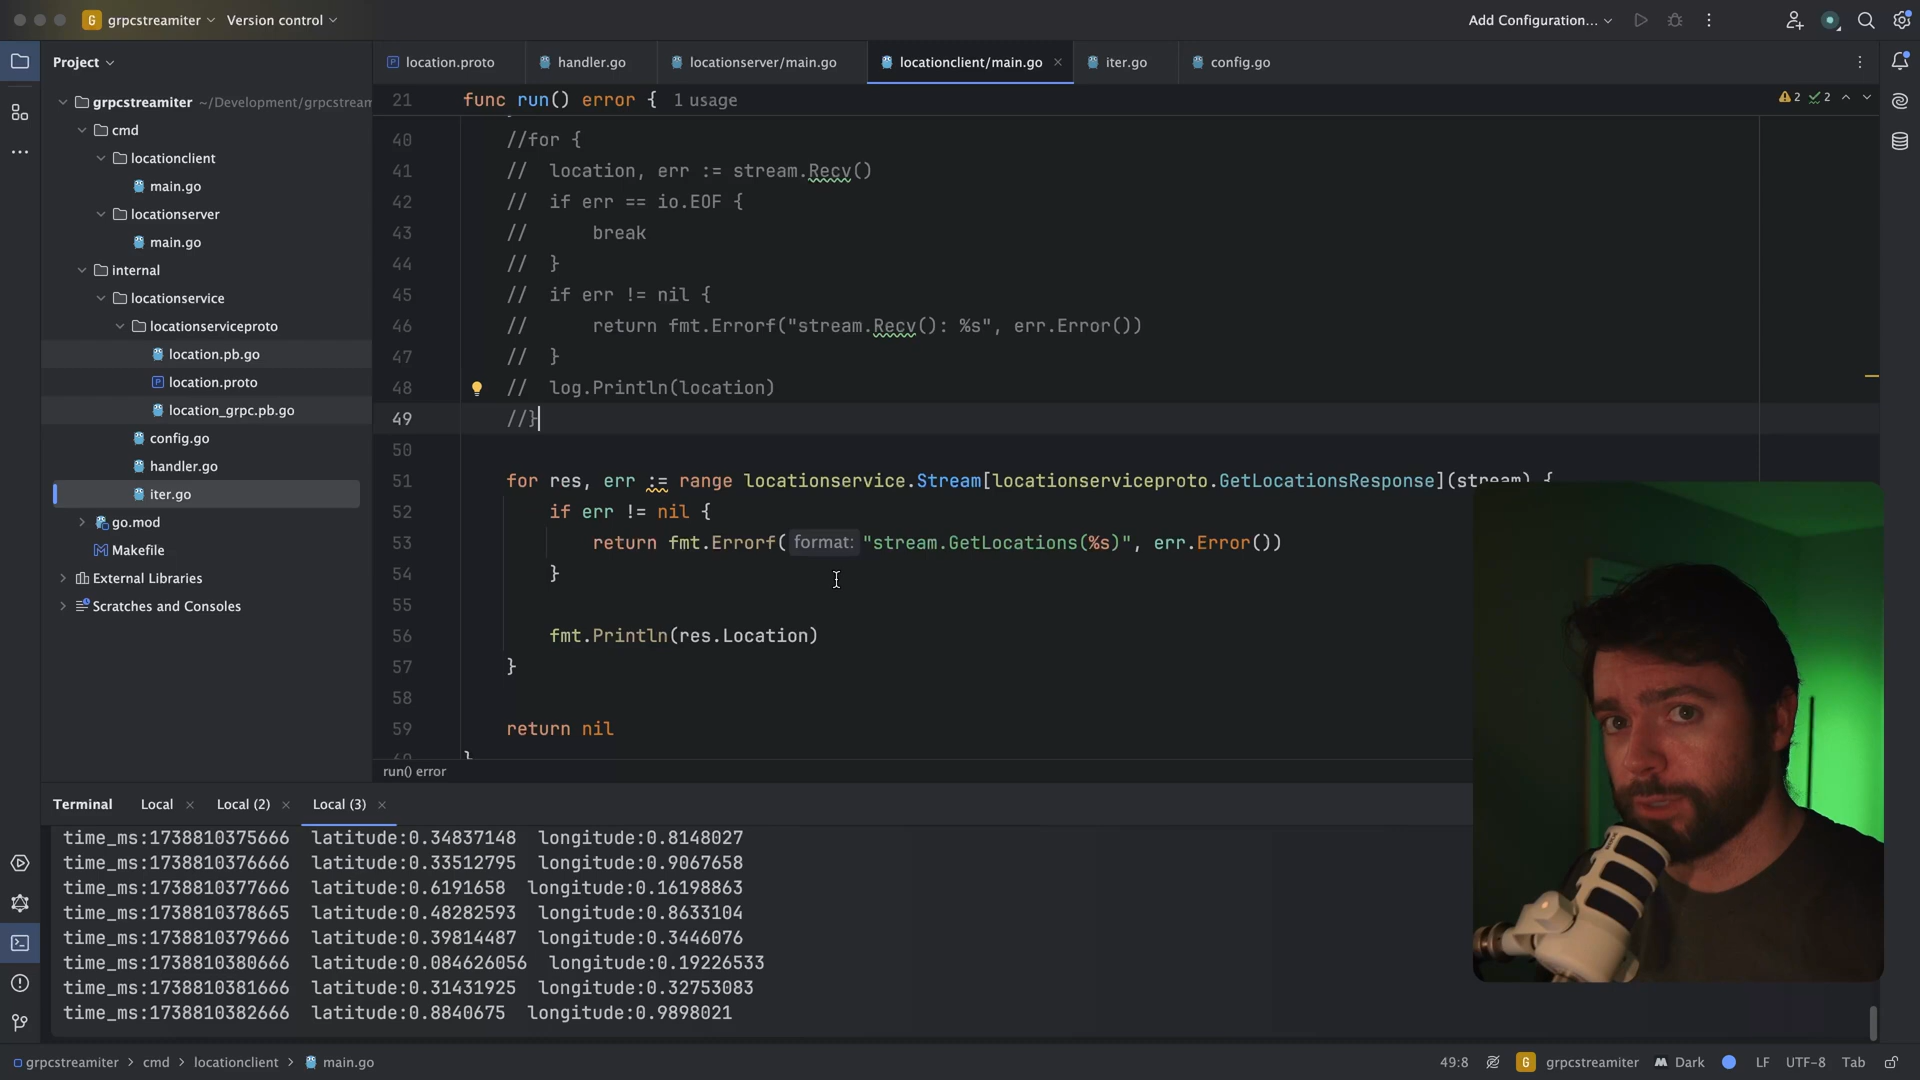 G grpcstreamiter Version control Add Configuration...
Project
location.proto handler.go locationserver/main.go locationclient/main.go iter.go config.go
grpcstreamiter ~/Development/grpcstream
cmd
locationclient
main.go
locationserver
main.go
internal
locationservice
locationserviceproto
location.pb.go
location.proto
location_grpc.pb.go
config.go
handler.go
iter.go
go.mod
Makefile
External Libraries
Scratches and Consoles
21 func run() error { 1 usage 2 2
40 //for {
41 // location, err := stream.Recv()
42 // if err == io.EOF {
43 // break
44 // }
45 // if err != nil {
46 // return fmt.Errorf("stream.Recv(): %s", err.Error())
47 // }
48 // log.Println(location)
49 //}
50
51 for res, err := range locationservice.Stream[locationserviceproto.GetLocationsResponse](stream) {
52 if err != nil {
53 return fmt.Errorf( format: "stream.GetLocations(%s)", err.Error())
54 }
55
56 fmt.Println(res.Location)
57 }
58
59 return nil
60 }
run() error
Terminal Local Local (2) Local (3)
time_ms:1738810375666 latitude:0.34837148 longitude:0.8148027
time_ms:1738810376666 latitude:0.33512795 longitude:0.9067658
time_ms:1738810377666 latitude:0.6191658 longitude:0.16198863
time_ms:1738810378665 latitude:0.48282593 longitude:0.8633104
time_ms:1738810379666 latitude:0.39814487 longitude:0.3446076
time_ms:1738810380666 latitude:0.084626056 longitude:0.19226533
time_ms:1738810381666 latitude:0.31431925 longitude:0.32753083
time_ms:1738810382666 latitude:0.8840675 longitude:0.9898021
grpcstreamiter > cmd > locationclient > main.go 49:8 G grpcstreamiter Dark LF UTF-8 Tab